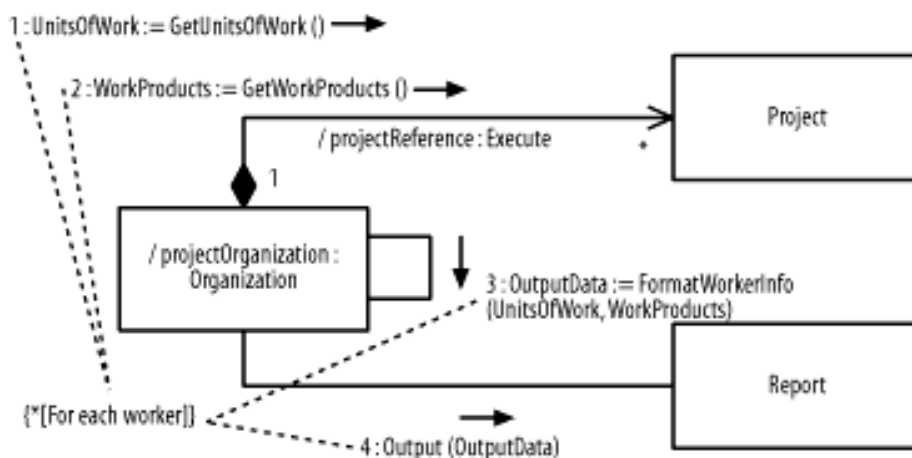 1 : UnitsOfWork := GetUnitsOfWork ()
2 : WorkProducts := GetWorkProducts ()
Project
/ projectReference : Execute
*
1
/ projectOrganization :
Organization
3 : OutputData := FormatWorkerInfo
(UnitsOfWork, WorkProducts)
Report
{*[For each worker]}
4 : Output (OutputData)